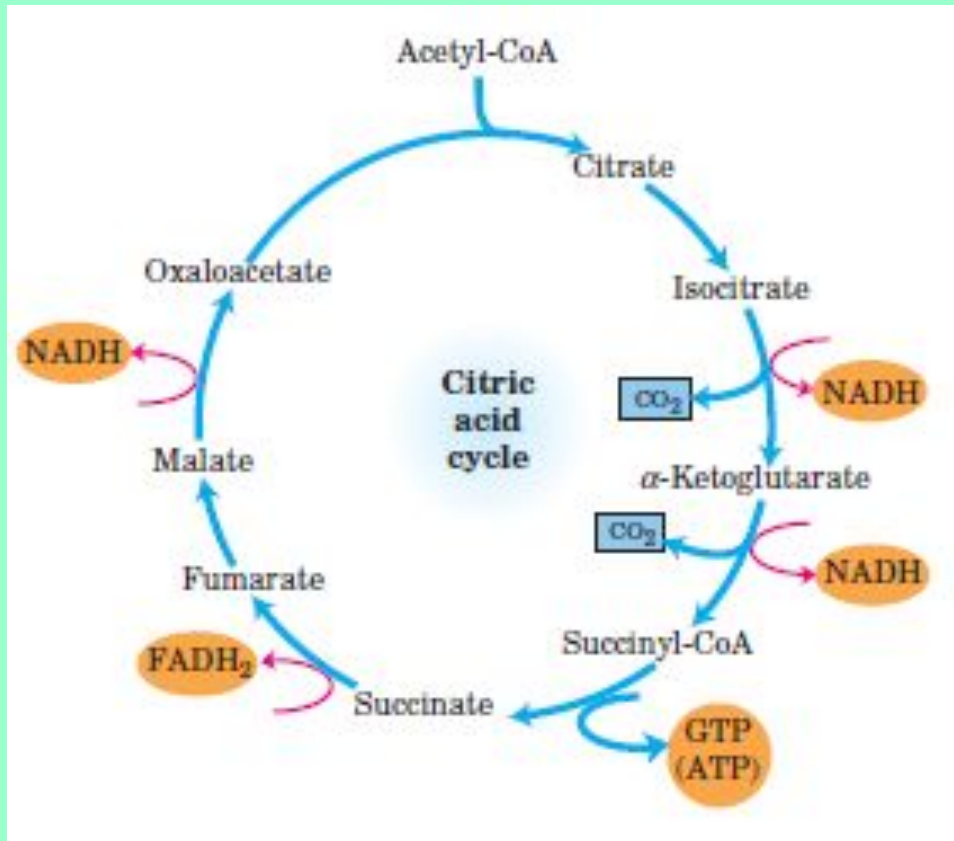 Acetyl-CoA
Citrate
Oxaloacetate
Isocitrate
NADH
Citric
acid
cycle
CO₂
NADH
Malate
α-Ketoglutarate
CO₂
NADH
Fumarate
Succinyl-CoA
FADH₂
Succinate
GTP
(ATP)